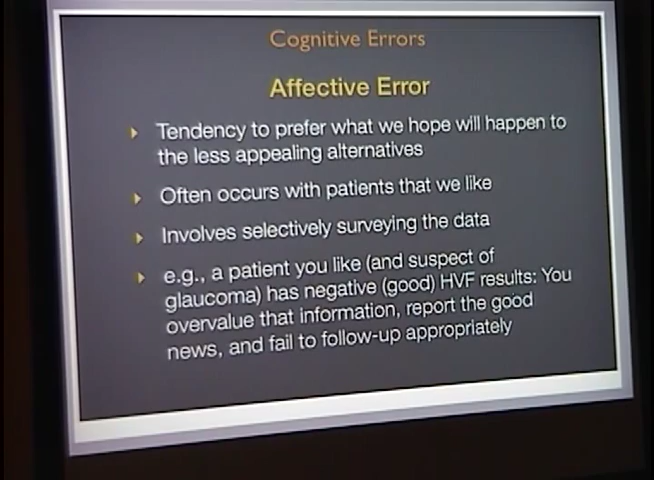 Cognitive Errors
Affective Error
Tendency to prefer what we hope will happen to
the less appealing alternatives
Often occurs with patients that we like
Involves selectively surveying the data
e.g., a patient you like (and suspect of
glaucoma) has negative (good) HVF results: You
overvalue that information, report the good
news, and fail to follow-up appropriately